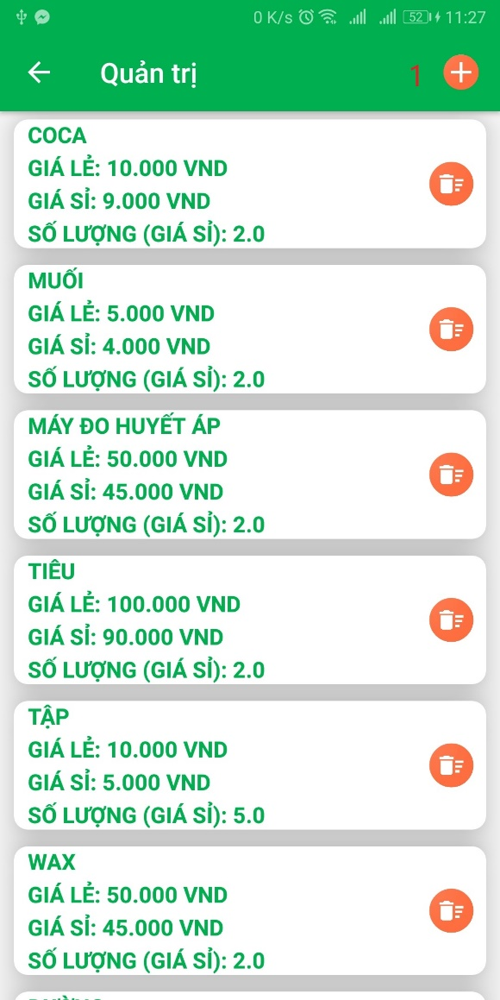 0 K/s 52 11:27
Quản trị 1
COCA
GIÁ LẺ: 10.000 VND
GIÁ SỈ: 9.000 VND
SỐ LƯỢNG (GIÁ SỈ): 2.0
MUỐI
GIÁ LẺ: 5.000 VND
GIÁ SỈ: 4.000 VND
SỐ LƯỢNG (GIÁ SỈ): 2.0
MÁY ĐO HUYẾT ÁP
GIÁ LẺ: 50.000 VND
GIÁ SỈ: 45.000 VND
SỐ LƯỢNG (GIÁ SỈ): 2.0
TIÊU
GIÁ LẺ: 100.000 VND
GIÁ SỈ: 90.000 VND
SỐ LƯỢNG (GIÁ SỈ): 2.0
TẬP
GIÁ LẺ: 10.000 VND
GIÁ SỈ: 5.000 VND
SỐ LƯỢNG (GIÁ SỈ): 5.0
WAX
GIÁ LẺ: 50.000 VND
GIÁ SỈ: 45.000 VND
SỐ LƯỢNG (GIÁ SỈ): 2.0